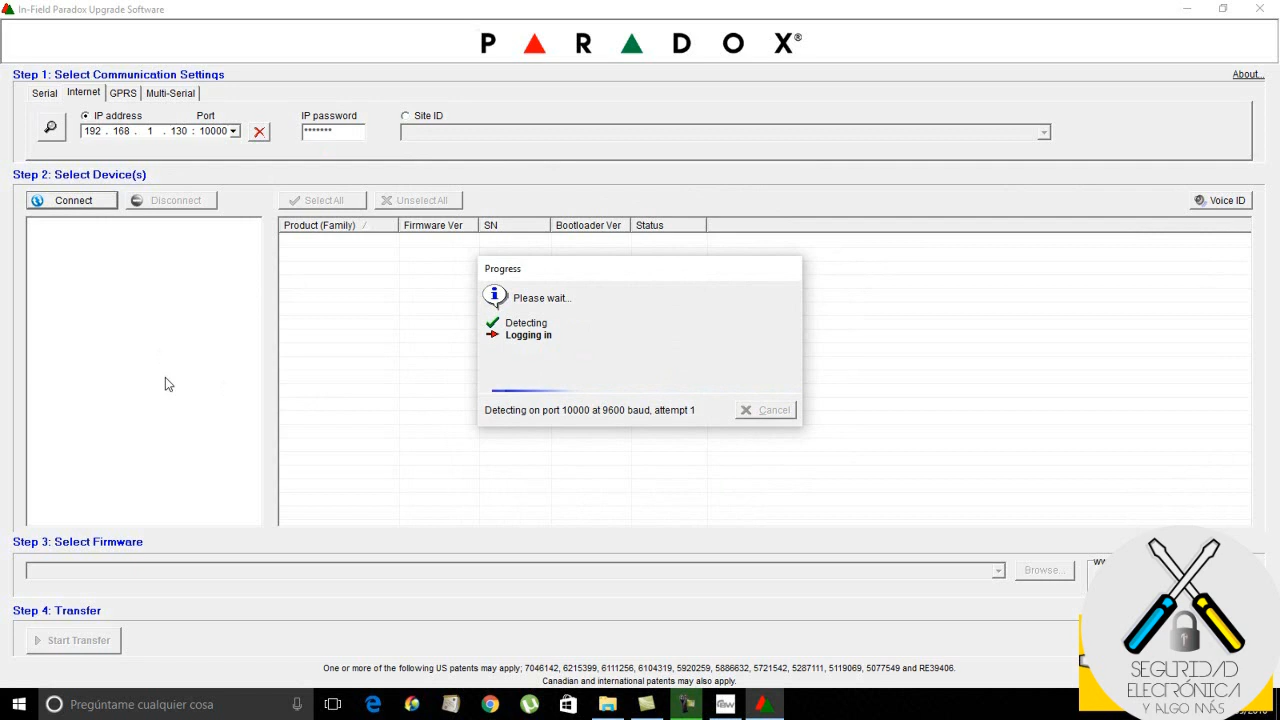 In-Field Paradox Upgrade Software
PARADOX®
Step 1: Select Communication Settings
About...
Serial
Internet
GPRS
Multi-Serial
IP address
Port
IP password
Site ID
192 . 168 . 1 . 130 : 10000
*******
Step 2: Select Device(s)
Connect
Disconnect
Select All
Unselect All
Voice ID
Product (Family)
Firmware Ver
SN
Bootloader Ver
Status
Progress
Please wait...
Detecting
Logging in
Detecting on port 10000 at 9600 baud, attempt 1
Cancel
Step 3: Select Firmware
Browse...
Step 4: Transfer
Start Transfer
One or more of the following US patents may apply; 7046142, 6215399, 6111256, 6104319, 5920259, 5886632, 5721542, 5287111, 5119069, 5077549 and RE39406.
Canadian and international patents may also apply.
Pregúntame cualquier cosa
SEGURIDAD
ELECTRÓNICA
Y ALGO MÁS